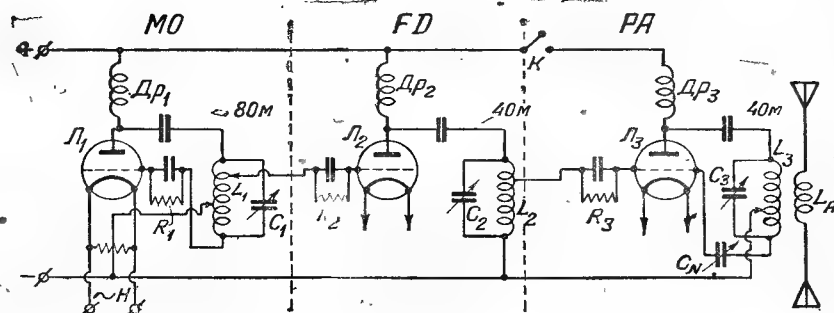 MO FD PA
+
K
ДР₁ ДР₂ ДР₃
80м 40м 40м
Л₁ Л₂ Л₃
L₁ C₁ C₂ L₂ C₃ L₃ LA
R₁ R₂ R₃
CN
−
~H